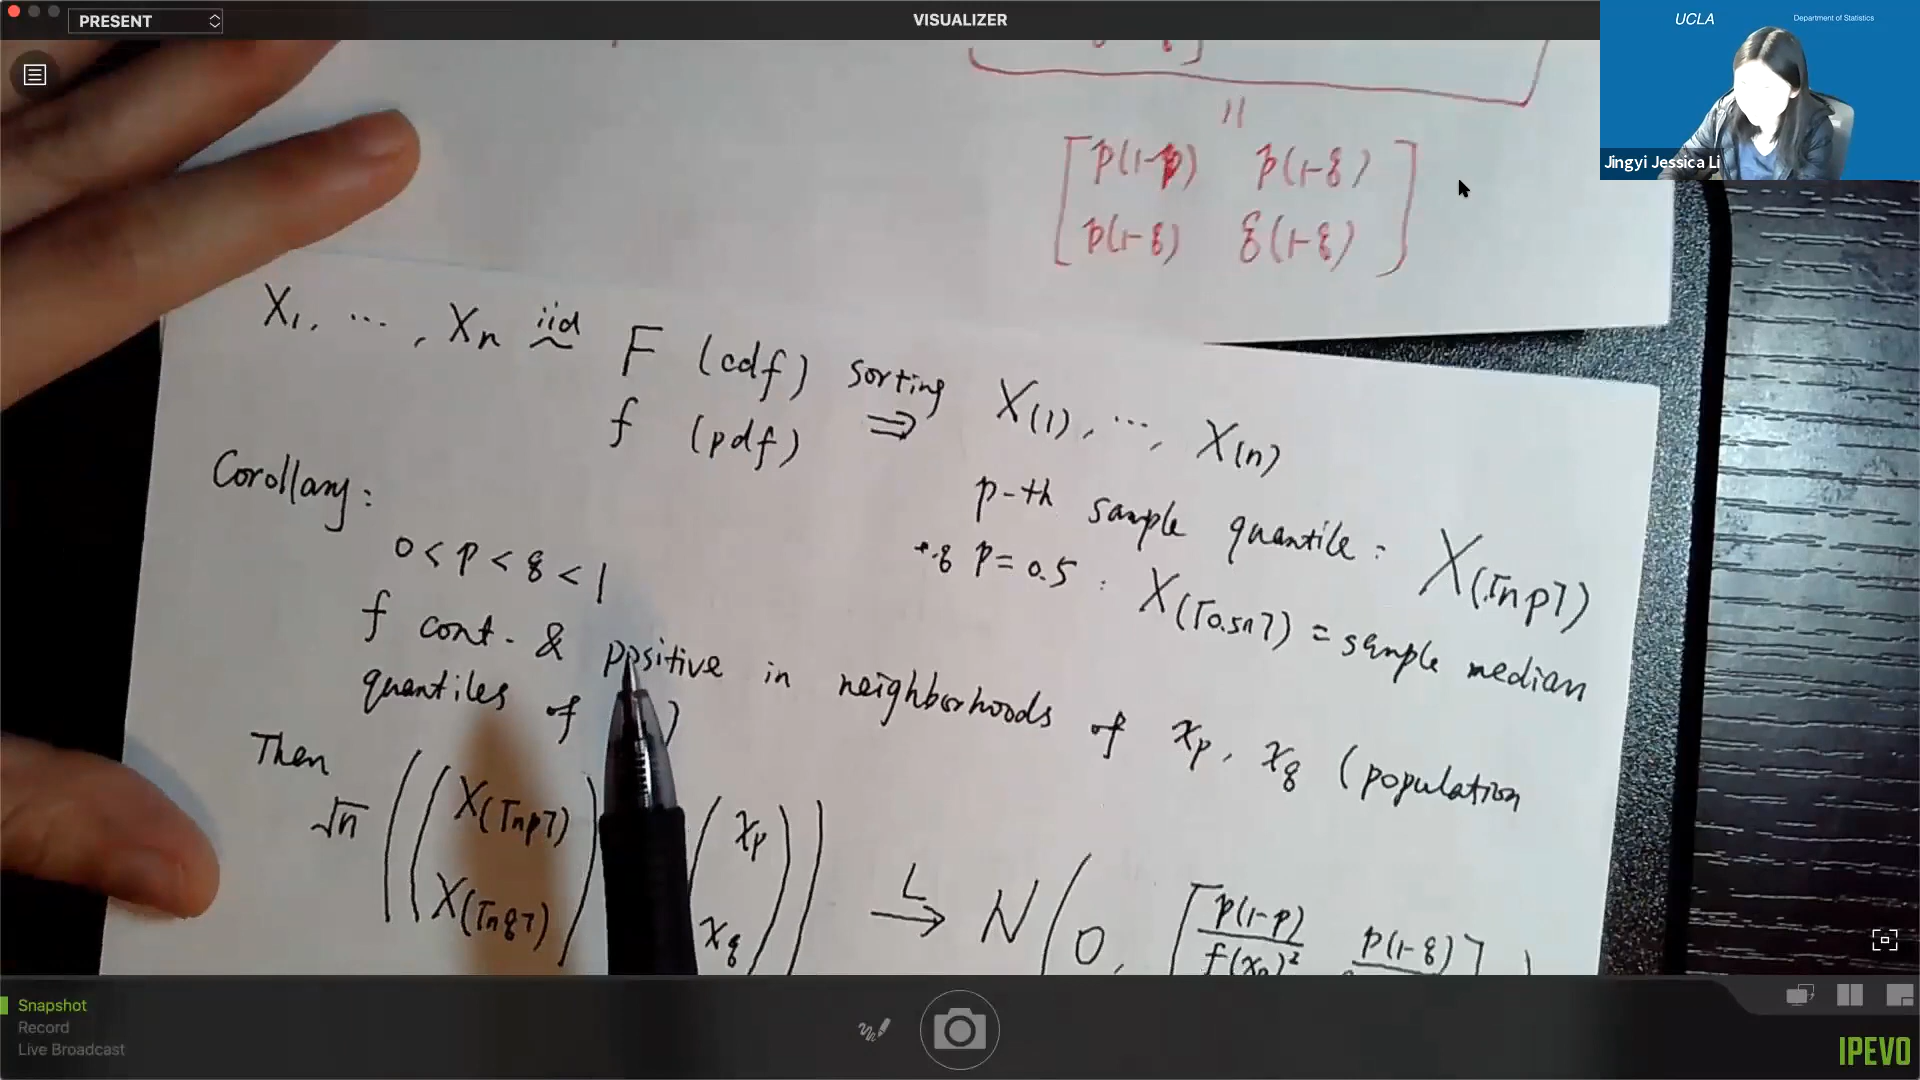 PRESENT
VISUALIZER
UCLA
Department of Statistics
Jingyi Jessica Li
॥
[p(1-p) p(1-q)]
[p(1-q) q(1-q)]
X₁, ..., Xₙ iid ~ F (cdf) sorting ⇒ X₍₁₎, ..., X₍ₙ₎
f (pdf)
Corollary:
p-th sample quantile: X₍⌈np⌉₎
0 < p < q < 1
p = 0.5 : X₍⌈0.5n⌉₎ = sample median
f cont. & positive in neighborhoods of xₚ, x_q (population
quantiles of )
Then
√n ( ( X₍⌈np⌉₎ ) ( xₚ ) ) L→ N ( 0, [ p(1-p)/f(xₚ)² p(1-q)
X₍⌈nq⌉₎ x_q
Snapshot
Record
Live Broadcast
IPEVO